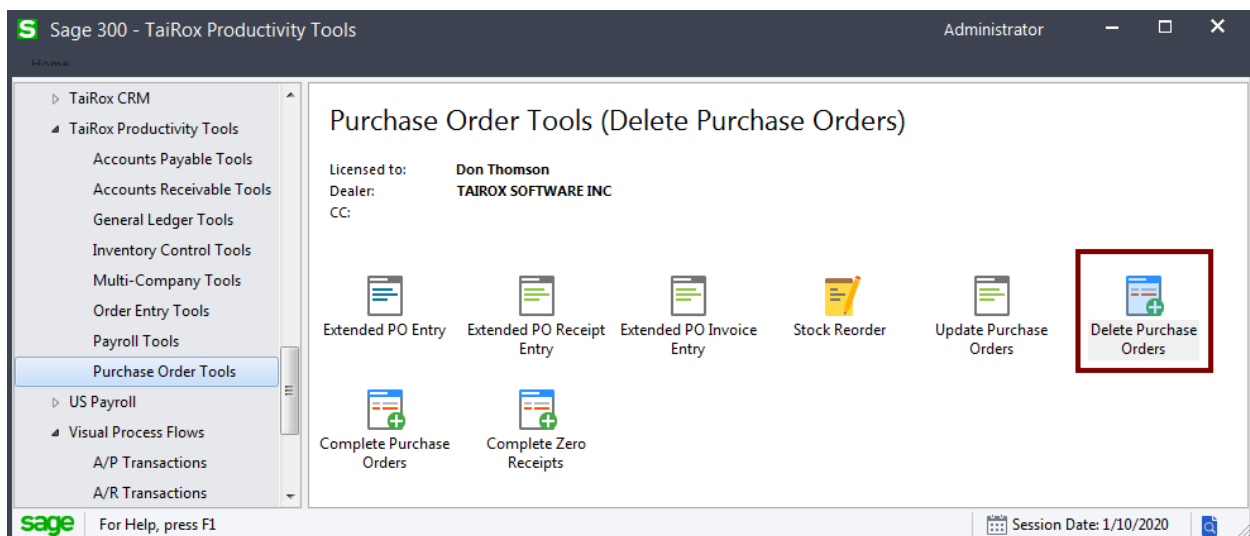 S Sage 300 - TaiRox Productivity Tools
Administrator
Home
TaiRox CRM
TaiRox Productivity Tools
Accounts Payable Tools
Accounts Receivable Tools
General Ledger Tools
Inventory Control Tools
Multi-Company Tools
Order Entry Tools
Payroll Tools
Purchase Order Tools
US Payroll
Visual Process Flows
A/P Transactions
A/R Transactions
Purchase Order Tools (Delete Purchase Orders)
Licensed to: Don Thomson
Dealer: TAIROX SOFTWARE INC
CC:
Extended PO Entry
Extended PO Receipt
Entry
Extended PO Invoice
Entry
Stock Reorder
Update Purchase
Orders
Delete Purchase
Orders
Complete Purchase
Orders
Complete Zero
Receipts
sage
For Help, press F1
Session Date: 1/10/2020